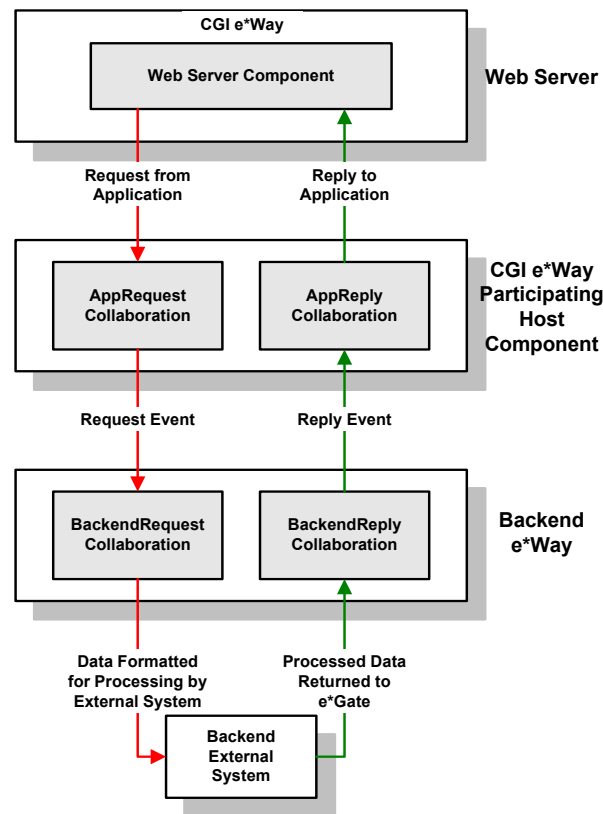 CGI e*Way
Web Server Component
Web Server
Request from
Application
Reply to
Application
AppRequest
Collaboration
AppReply
Collaboration
CGI e*Way
Participating
Host
Component
Request Event
Reply Event
BackendRequest
Collaboration
BackendReply
Collaboration
Backend
e*Way
Data Formatted
for Processing by
External System
Processed Data
Returned to
e*Gate
Backend
External
System